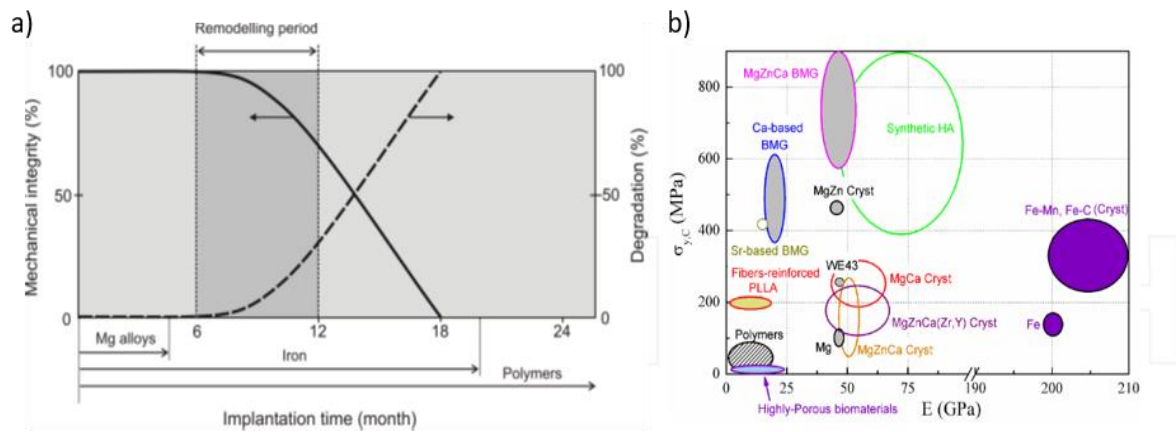 a)
Remodelling period
100
50
0
Mechanical integrity (%)
100
50
0
Degradation (%)
6
12
18
24
Mg alloys
Iron
Polymers
Implantation time (month)
b)
σy,C (MPa)
800
600
400
200
0
MgZnCa BMG
Ca-based
BMG
Synthetic HA
MgZn Cryst
Fe-Mn, Fe-C (Cryst)
Sr-based BMG
WE43
Fibers-reinforced
PLLA
MgCa Cryst
MgZnCa(Zr,Y) Cryst
Fe
Polymers
Mg
MgZnCa Cryst
0
25
50
75
190
200
210
Highly-Porous biomaterials
E (GPa)